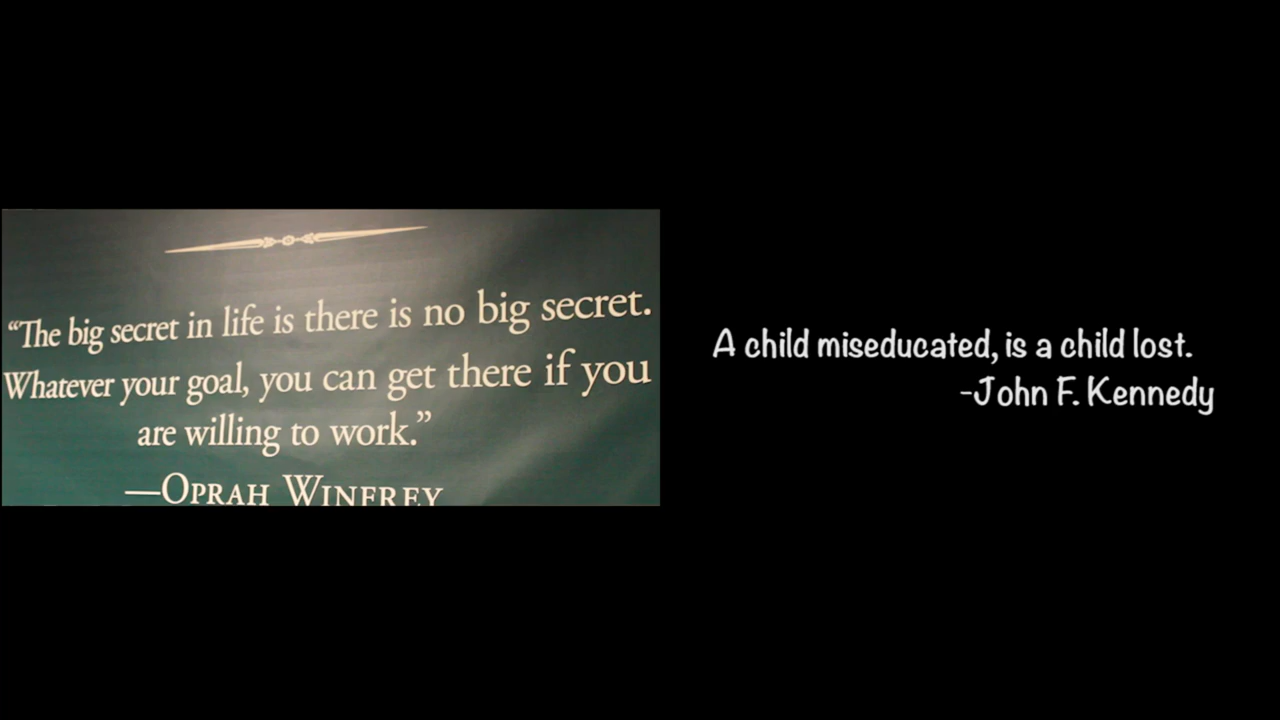 “The big secret in life is there is no big secret.
Whatever your goal, you can get there if you
are willing to work.”
—OPRAH WINFREY
A child miseducated, is a child lost.
-John F. Kennedy